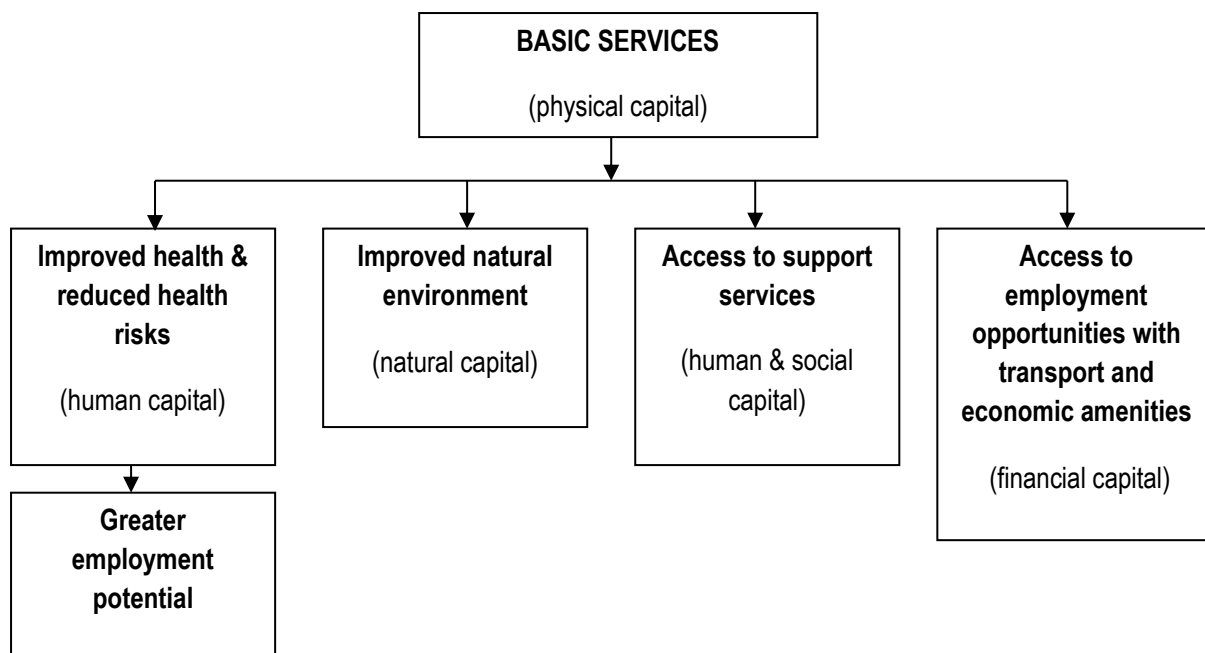 BASIC SERVICES
(physical capital)
Improved health &
reduced health
risks
(human capital)
Improved natural
environment
(natural capital)
Access to support
services
(human & social
capital)
Access to
employment
opportunities with
transport and
economic amenities
(financial capital)
Greater
employment
potential